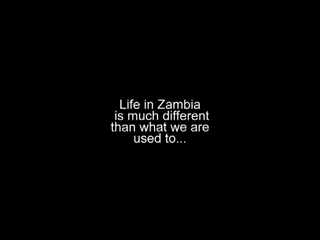 Life in Zambia
is much different
than what we are
used to...